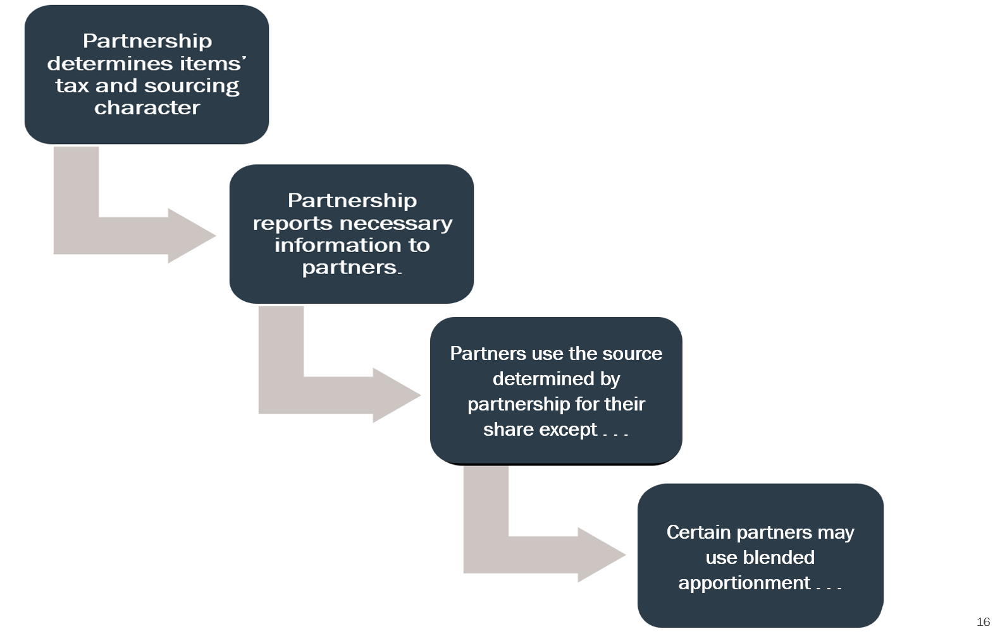 Partnership
determines items’
tax and sourcing
character
Partnership
reports necessary
information to
partners.
Partners use the source
determined by
partnership for their
share except . . .
Certain partners may
use blended
apportionment . . .
16